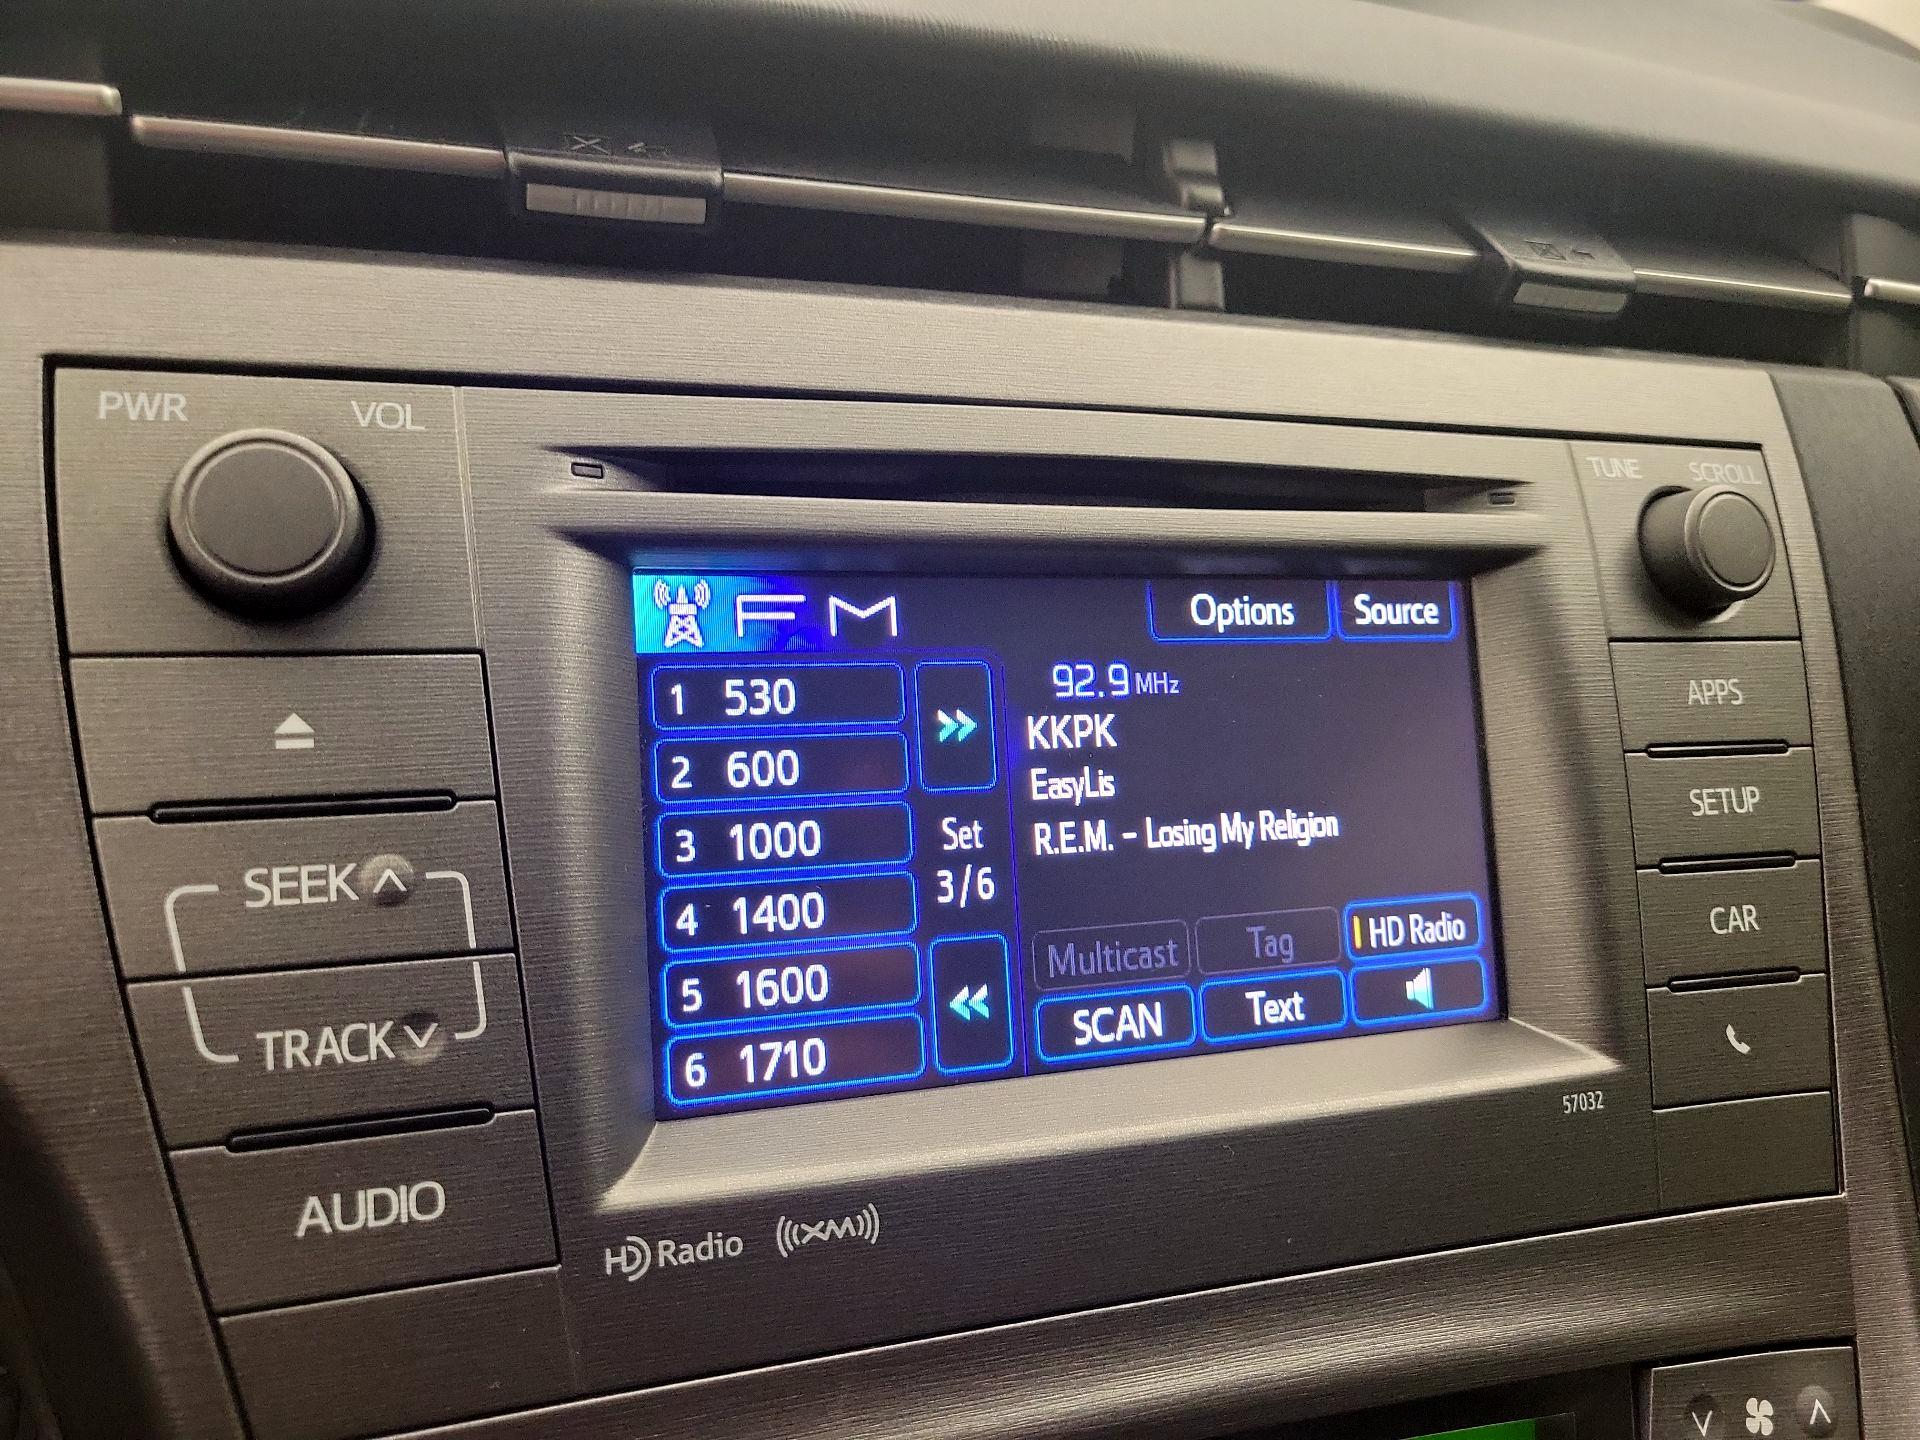 PWR VOL
TUNE SCROLL
FM Options Source
1 530
2 600
3 1000
4 1400
5 1600
6 1710
Set
3/6
92.9 MHz
KKPK
EasyLis
R.E.M. - Losing My Religion
Multicast Tag HD Radio
SCAN Text
SEEK
TRACK
AUDIO
APPS
SETUP
CAR
57032
HD Radio ((XM))